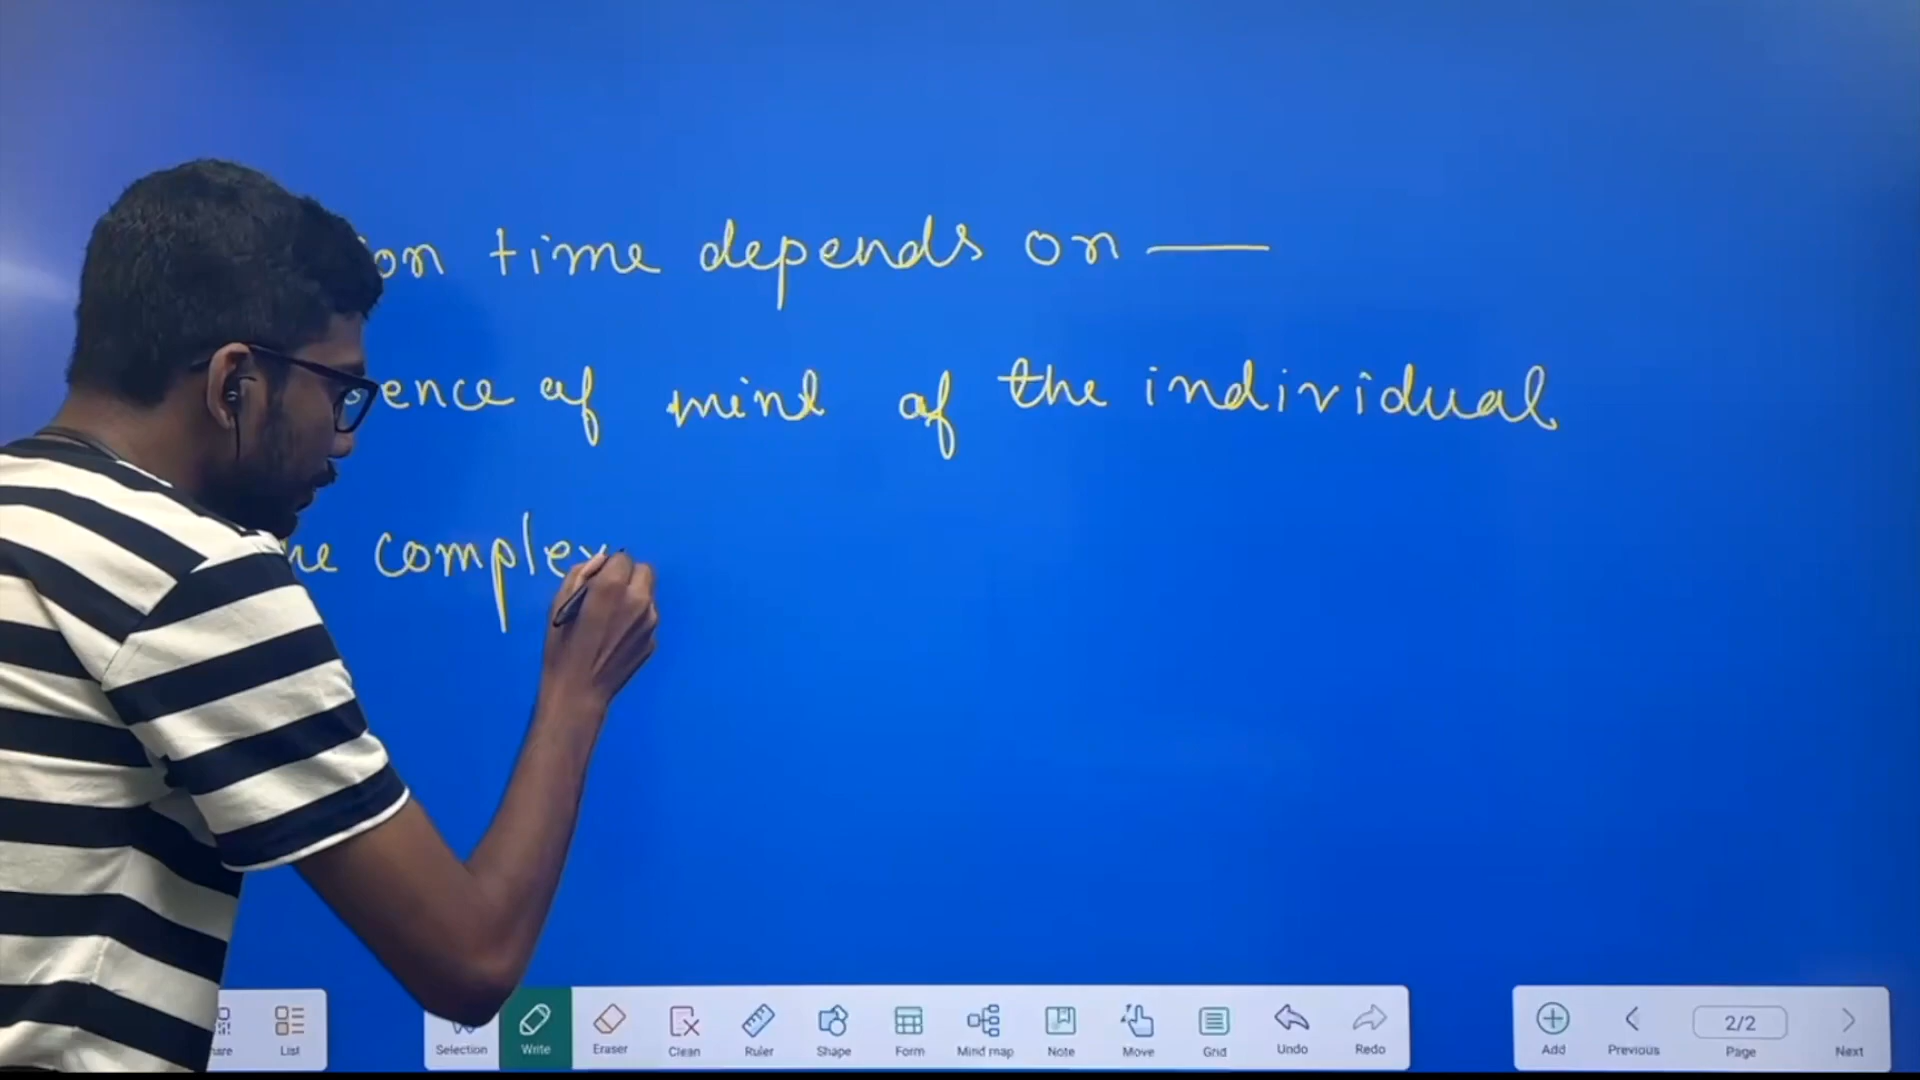 on time depends on —
ence of mind of the individual
he complex
List
Selection Write Eraser Clean Ruler Shape Form Mind map Note Move Grid Undo Redo
Add Previous 2/2 Page Next